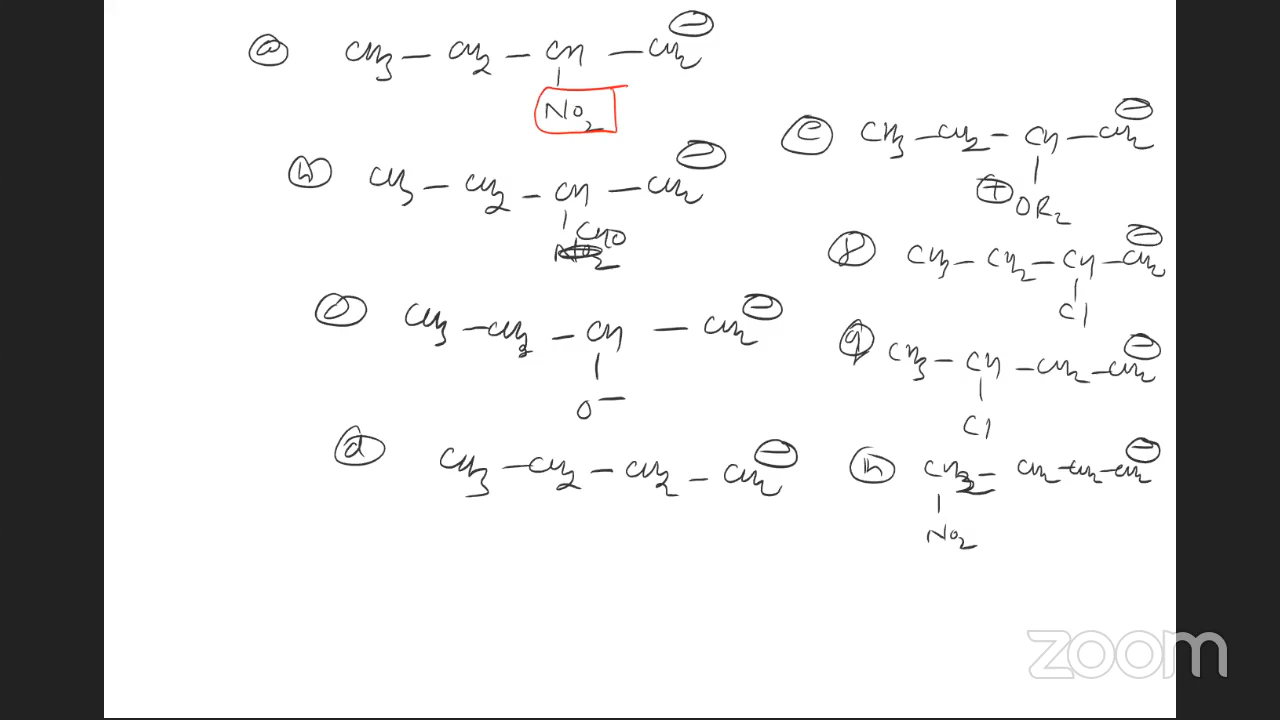 (a) CH3 — CH2 — CH — CH2 ⊖
|
NO2
(b) CH3 — CH2 — CH — CH2 ⊖
|
CHO
(c) CH3 — CH2 — CH — CH2 ⊖
|
O —
(d) CH3 — CH2 — CH2 — CH2 ⊖
(e) CH3 — CH2 — CH — CH2 ⊖
|
⊕ OR2
(f) CH3 — CH2 — CH — CH2 ⊖
|
Cl
(g) CH3 — CH — CH2 — CH2 ⊖
|
Cl
(h) CH2 — CH2 — CH2 — CH2 ⊖
|
NO2
zoom